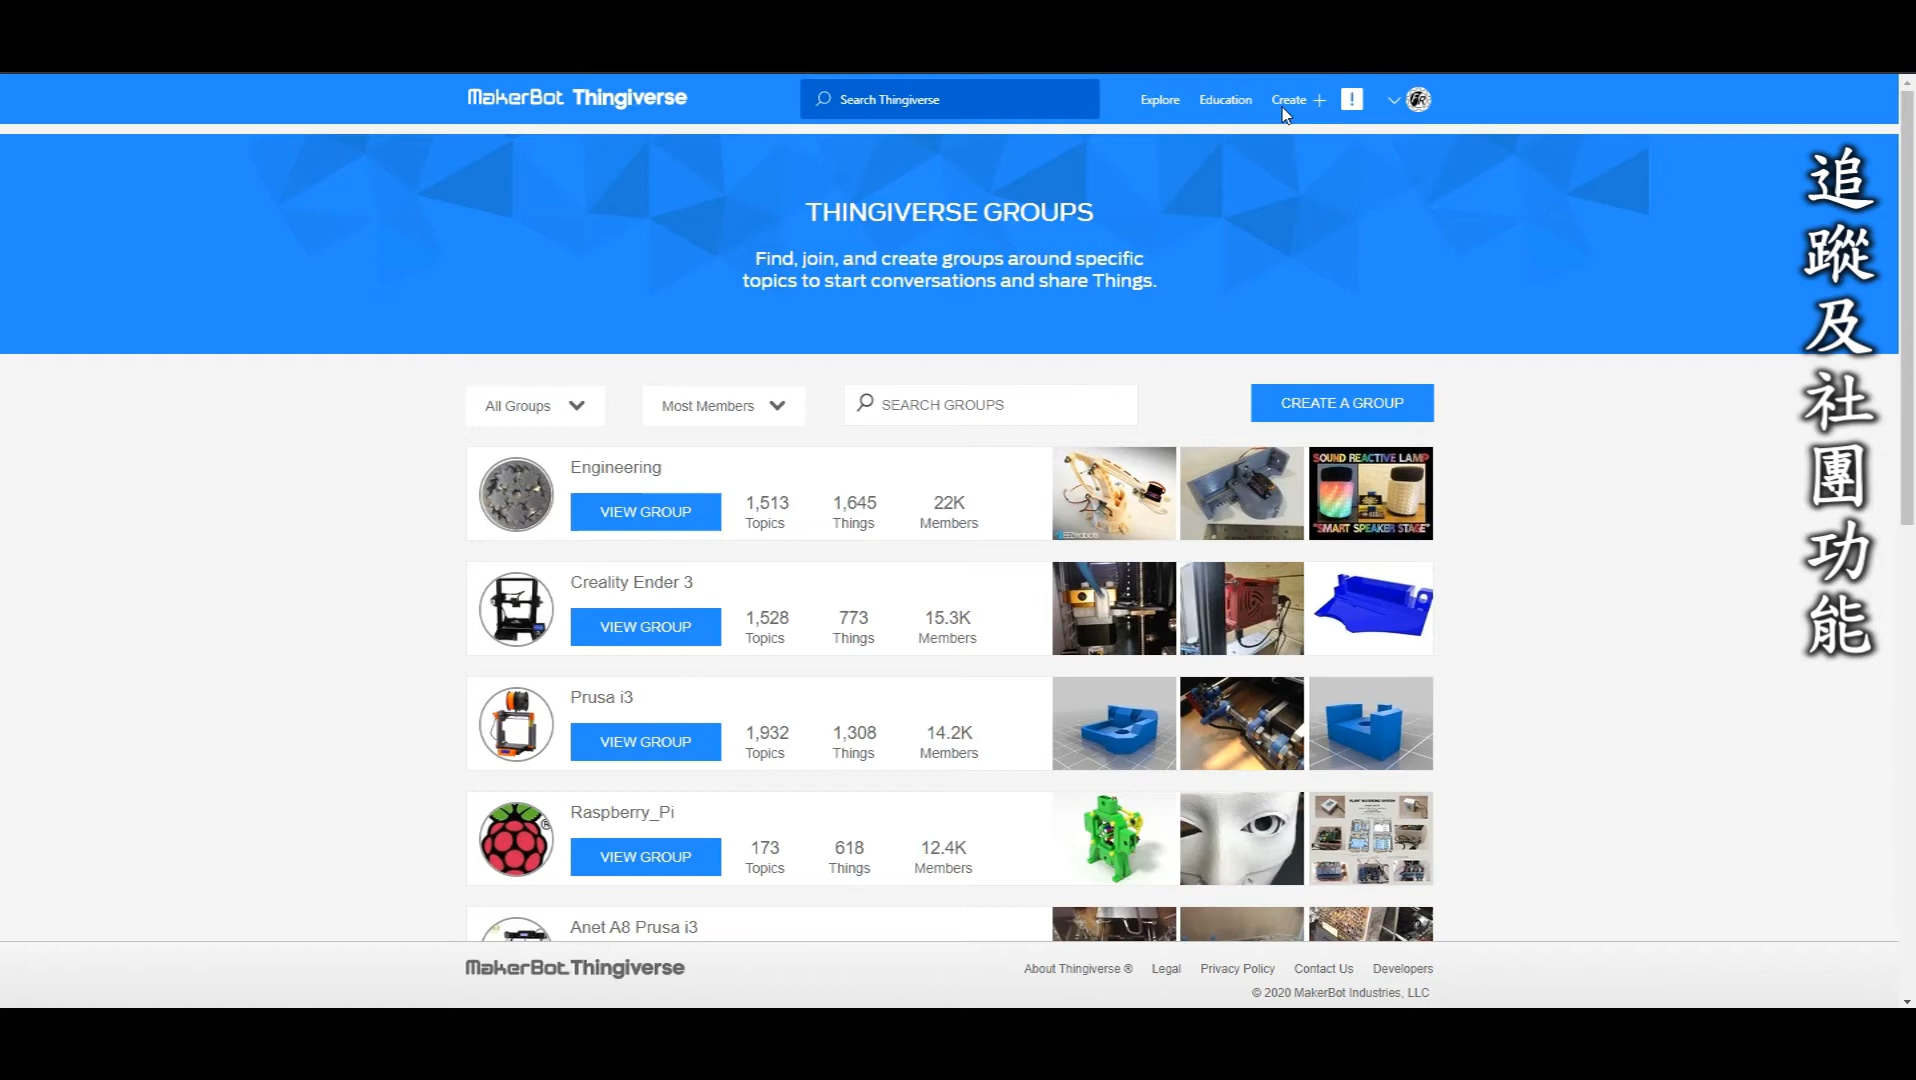 MakerBot Thingiverse
Search Thingiverse
Explore
Education
Create +
!
THINGIVERSE GROUPS
Find, join, and create groups around specific
topics to start conversations and share Things.
All Groups
Most Members
SEARCH GROUPS
CREATE A GROUP
Engineering
VIEW GROUP
1,513
Topics
1,645
Things
22K
Members
SOUND REACTIVE LAMP
"SMART SPEAKER STAGE"
Creality Ender 3
VIEW GROUP
1,528
Topics
773
Things
15.3K
Members
Prusa i3
VIEW GROUP
1,932
Topics
1,308
Things
14.2K
Members
Raspberry_Pi
VIEW GROUP
173
Topics
618
Things
12.4K
Members
Anet A8 Prusa i3
MakerBot.Thingiverse
About Thingiverse ®
Legal
Privacy Policy
Contact Us
Developers
© 2020 MakerBot Industries, LLC
追蹤及社團功能